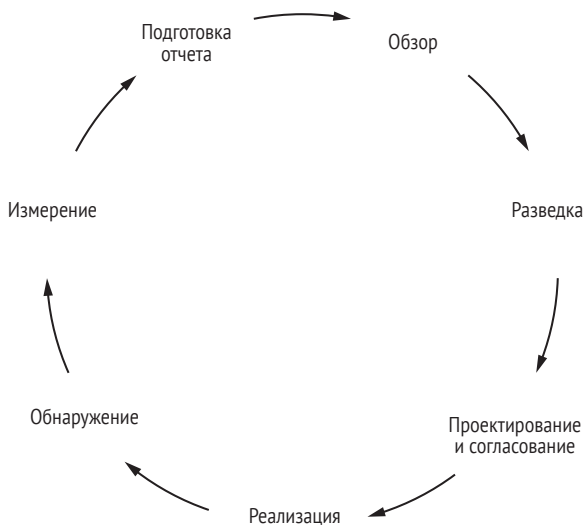 Подготовка
отчета
Обзор
Разведка
Проектирование
и согласование
Реализация
Обнаружение
Измерение